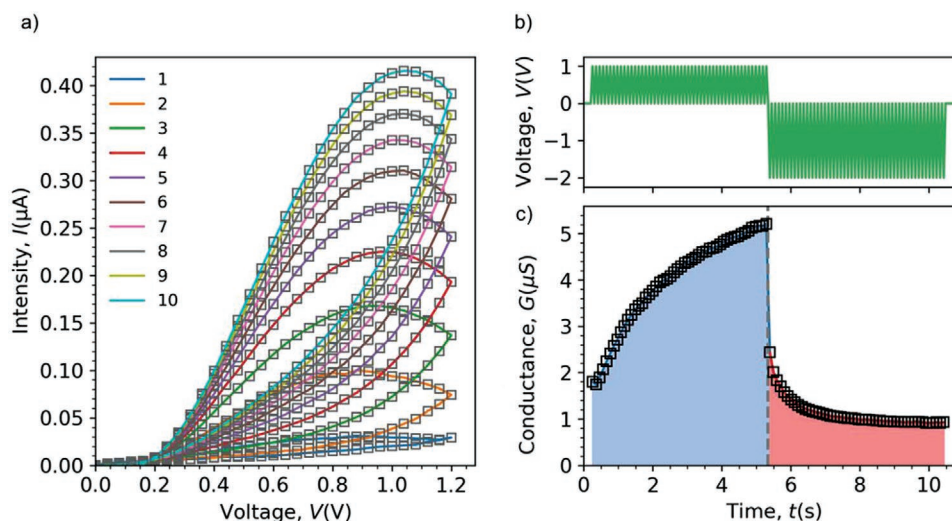 a)
0.40
0.35
0.30
0.25
0.20
0.15
0.10
0.05
0.00
Intensity, I(µA)
1
2
3
4
5
6
7
8
9
10
0.0 0.2 0.4 0.6 0.8 1.0 1.2
Voltage, V(V)
b)
1
0
−1
−2
Voltage, V(V)
c)
5
4
3
2
1
0
Conductance, G(µS)
0 2 4 6 8 10
Time, t(s)